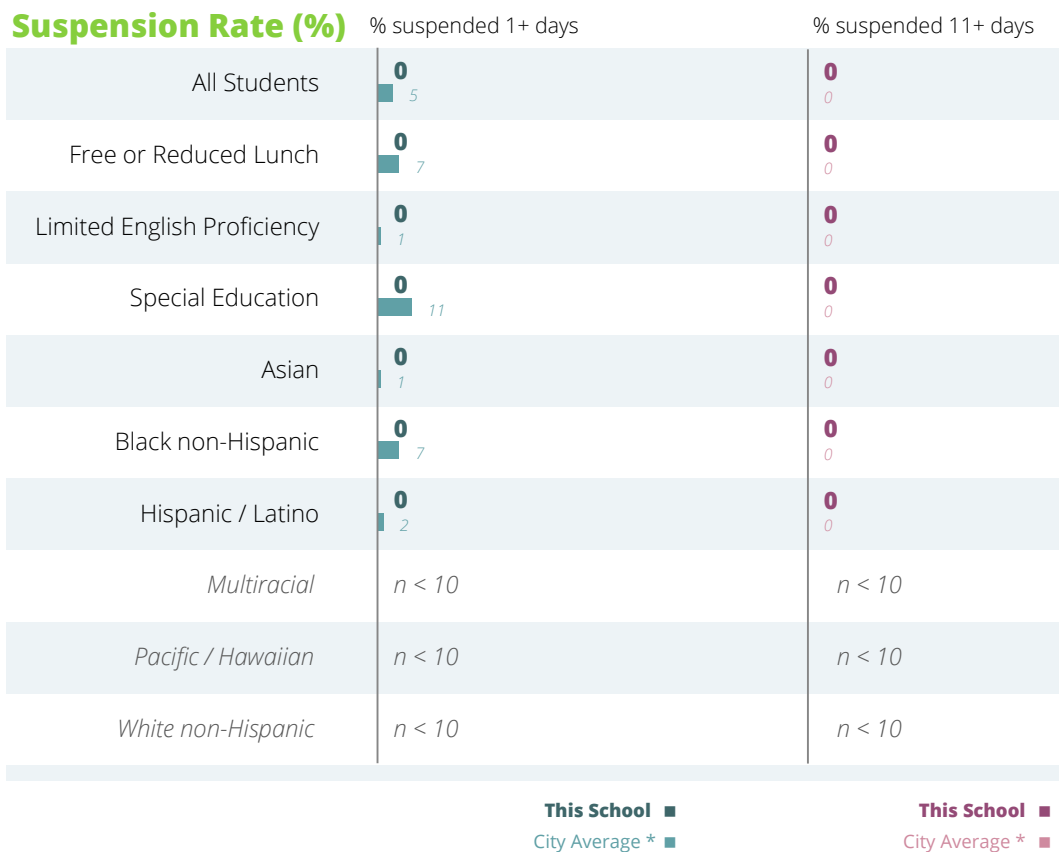 Suspension Rate (%) % suspended 1+ days % suspended 11+ days
All Students 0 0
5 0
Free or Reduced Lunch 0 0
7 0
Limited English Proficiency 0 0
1 0
Special Education 0 0
11 0
Asian 0 0
1 0
Black non-Hispanic 0 0
7 0
Hispanic / Latino 0 0
2 0
Multiracial n < 10 n < 10
Pacific / Hawaiian n < 10 n < 10
White non-Hispanic n < 10 n < 10
This School This School
City Average * City Average *